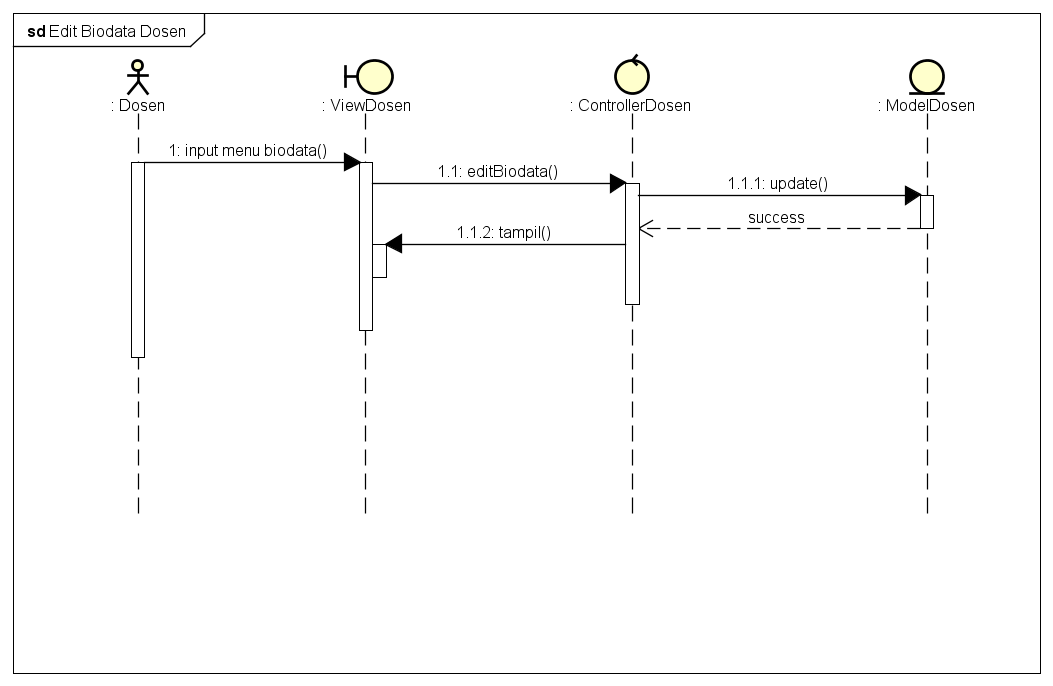 sd Edit Biodata Dosen
: Dosen
: ViewDosen
: ControllerDosen
: ModelDosen
1: input menu biodata()
1.1: editBiodata()
1.1.1: update()
success
1.1.2: tampil()